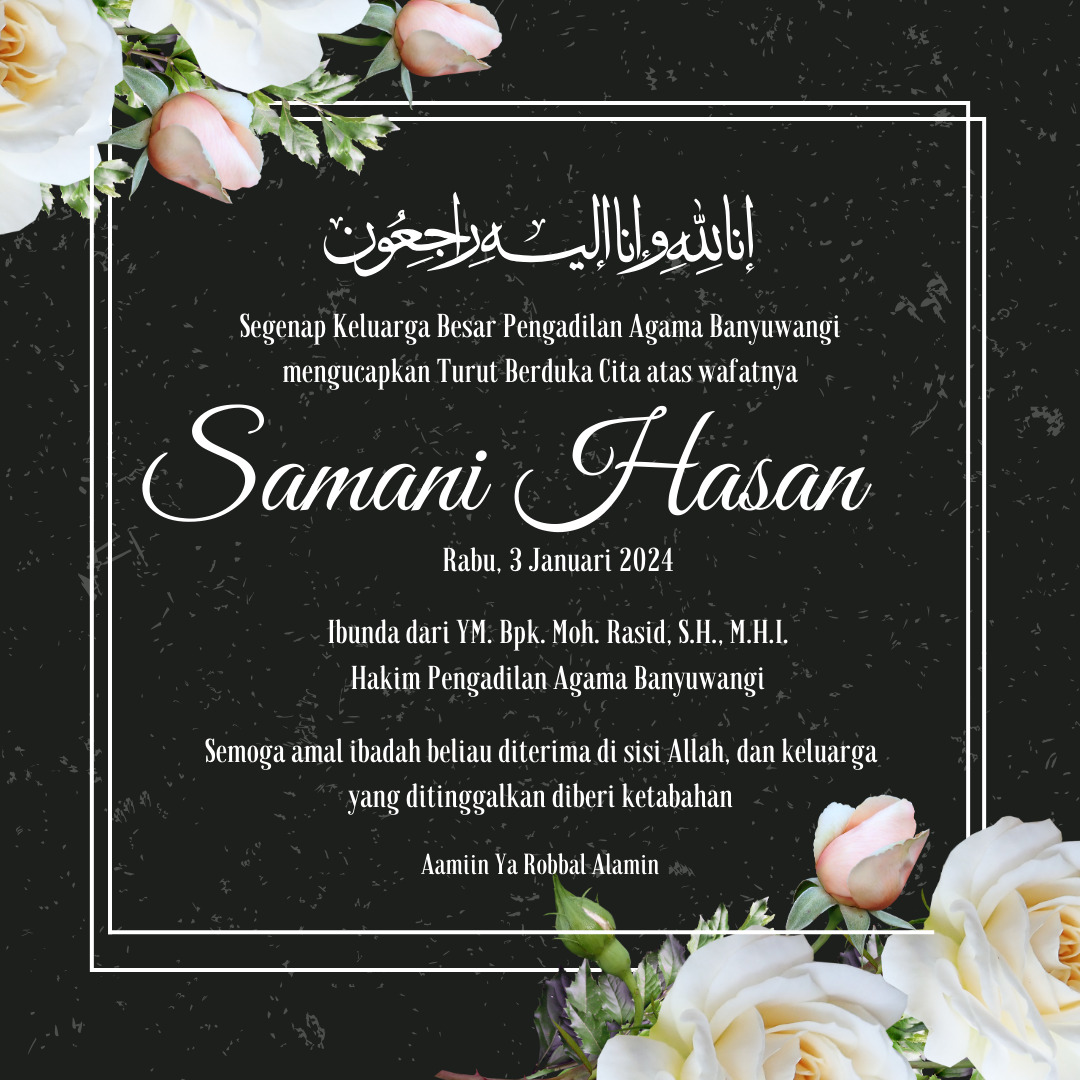 إنا لله وإنا إليه راجعون
Segenap Keluarga Besar Pengadilan Agama Banyuwangi
mengucapkan Turut Berduka Cita atas wafatnya
Samani Hasan
Rabu, 3 Januari 2024
Ibunda dari YM. Bpk. Moh. Rasid, S.H., M.H.I.
Hakim Pengadilan Agama Banyuwangi
Semoga amal ibadah beliau diterima di sisi Allah, dan keluarga
yang ditinggalkan diberi ketabahan
Aamiin Ya Robbal Alamin